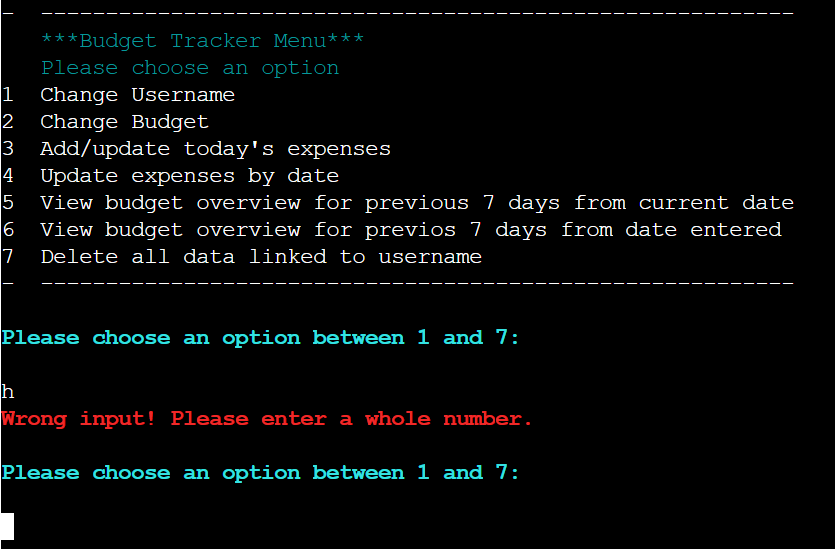 -  ----------------------------------------------------------
***Budget Tracker Menu***
Please choose an option
1  Change Username
2  Change Budget
3  Add/update today's expenses
4  Update expenses by date
5  View budget overview for previous 7 days from current date
6  View budget overview for previos 7 days from date entered
7  Delete all data linked to username
-  ----------------------------------------------------------
Please choose an option between 1 and 7:
h
Wrong input! Please enter a whole number.
Please choose an option between 1 and 7: